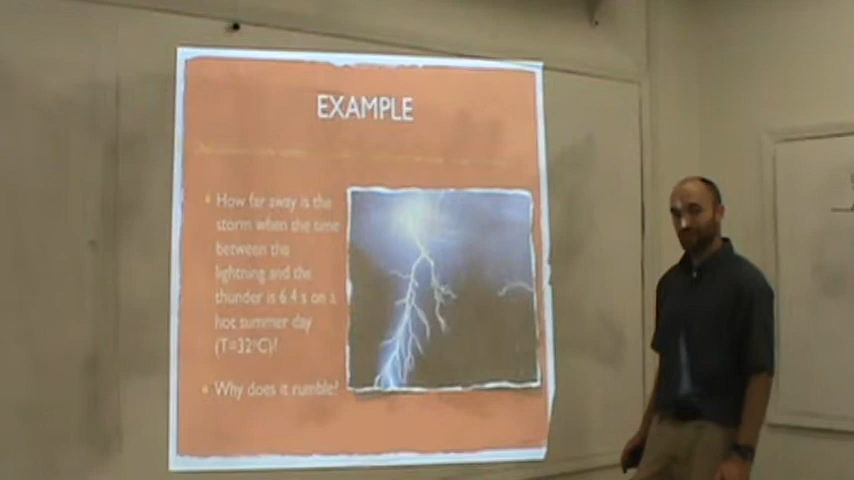 EXAMPLE
• How far away is the
storm when the time
between the
lightning and the
thunder is 6.4 s on a
hot summer day
(T=32°C)?
• Why does it rumble?